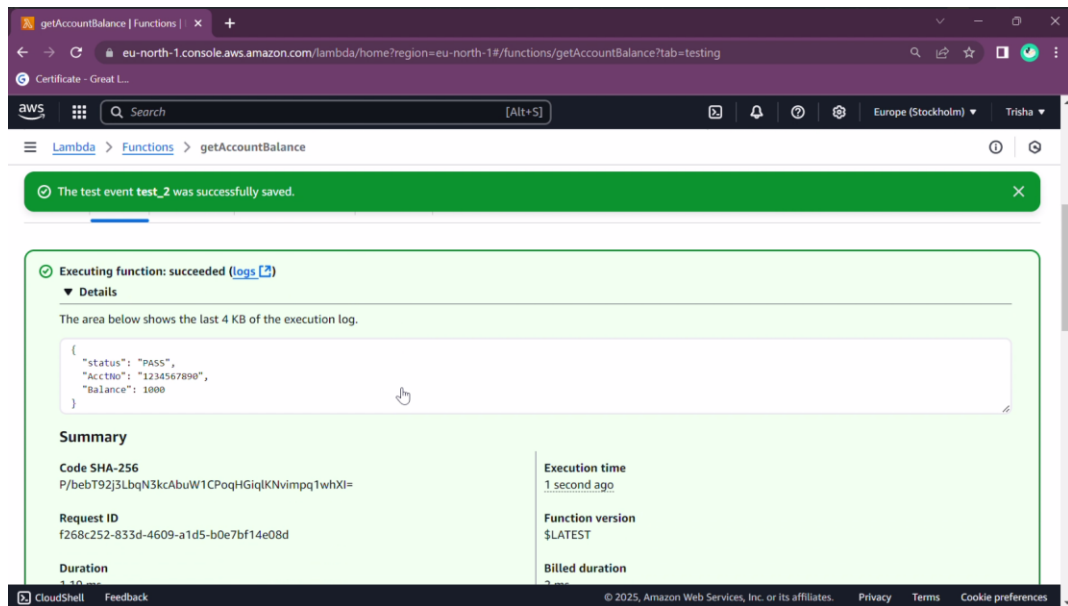 getAccountBalance | Functions |
eu-north-1.console.aws.amazon.com/lambda/home?region=eu-north-1#/functions/getAccountBalance?tab=testing
Certificate - Great L...
aws
Search
[Alt+S]
Europe (Stockholm)
Trisha
Lambda > Functions > getAccountBalance
The test event test_2 was successfully saved.
Executing function: succeeded (logs)
Details
The area below shows the last 4 KB of the execution log.
{
"status": "PASS",
"AcctNo": "1234567890",
"Balance": 1000
}
Summary
Code SHA-256
P/bebT92j3LbqN3kcAbuW1CPoqHGiqlKNvimpq1whXI=
Execution time
1 second ago
Request ID
f268c252-833d-4609-a1d5-b0e7bf14e08d
Function version
$LATEST
Duration
Billed duration
CloudShell Feedback
© 2025, Amazon Web Services, Inc. or its affiliates. Privacy Terms Cookie preferences